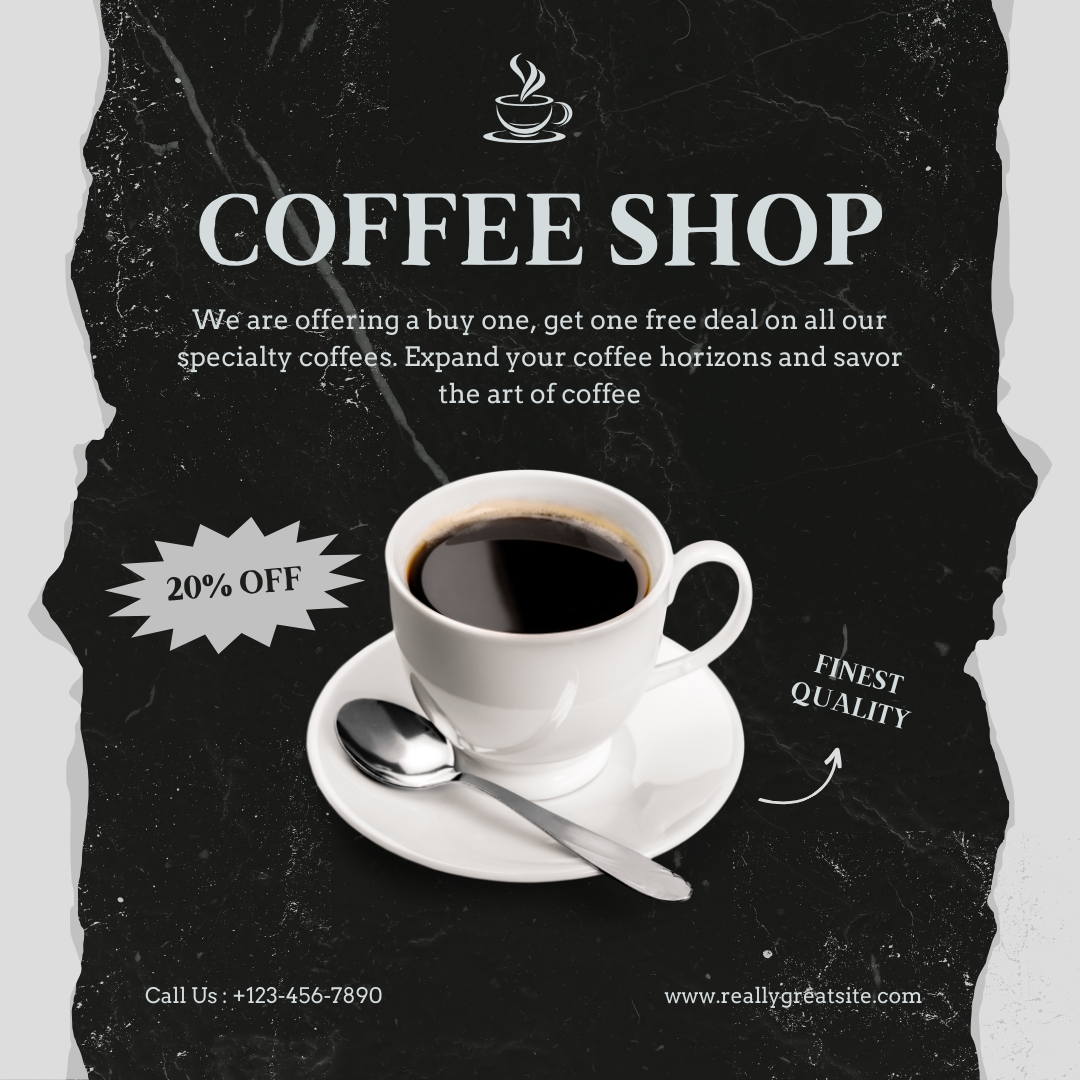 COFFEE SHOP
We are offering a buy one, get one free deal on all our
specialty coffees. Expand your coffee horizons and savor
the art of coffee
20% OFF
FINEST
QUALITY
Call Us : +123-456-7890
www.reallygreatsite.com